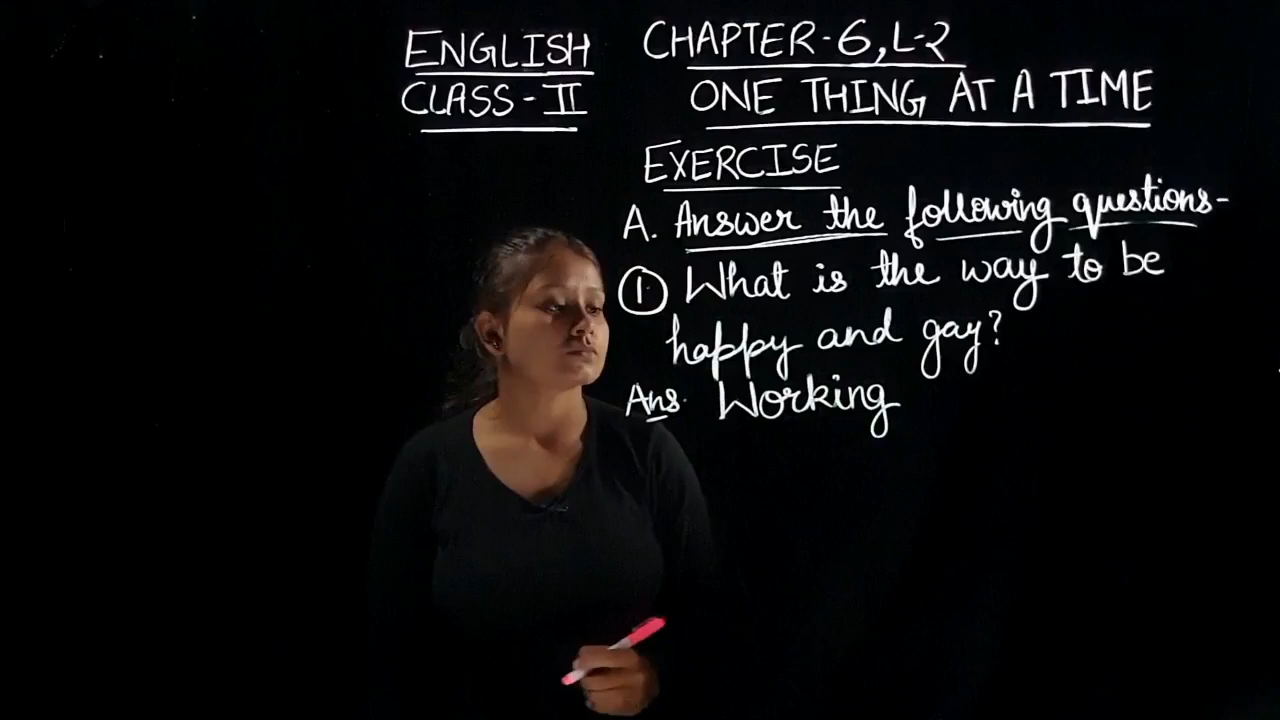 ENGLISH
CLASS-II
CHAPTER-6, L-2
ONE THING AT A TIME
EXERCISE
A. Answer the following questions-
① What is the way to be
happy and gay?
Ans. Working